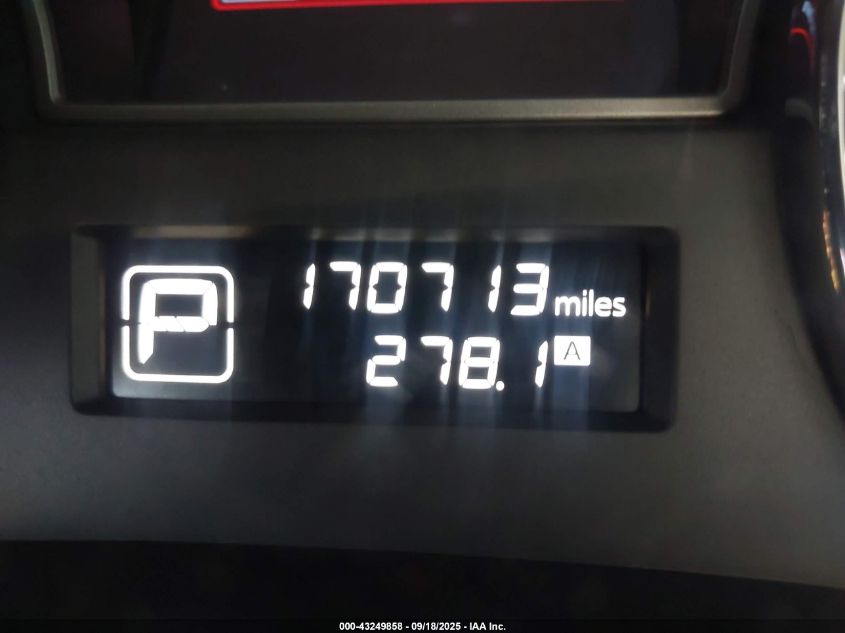 P
170713 miles
278.1 A
000-43249858 - 09/18/2025 - IAA Inc.